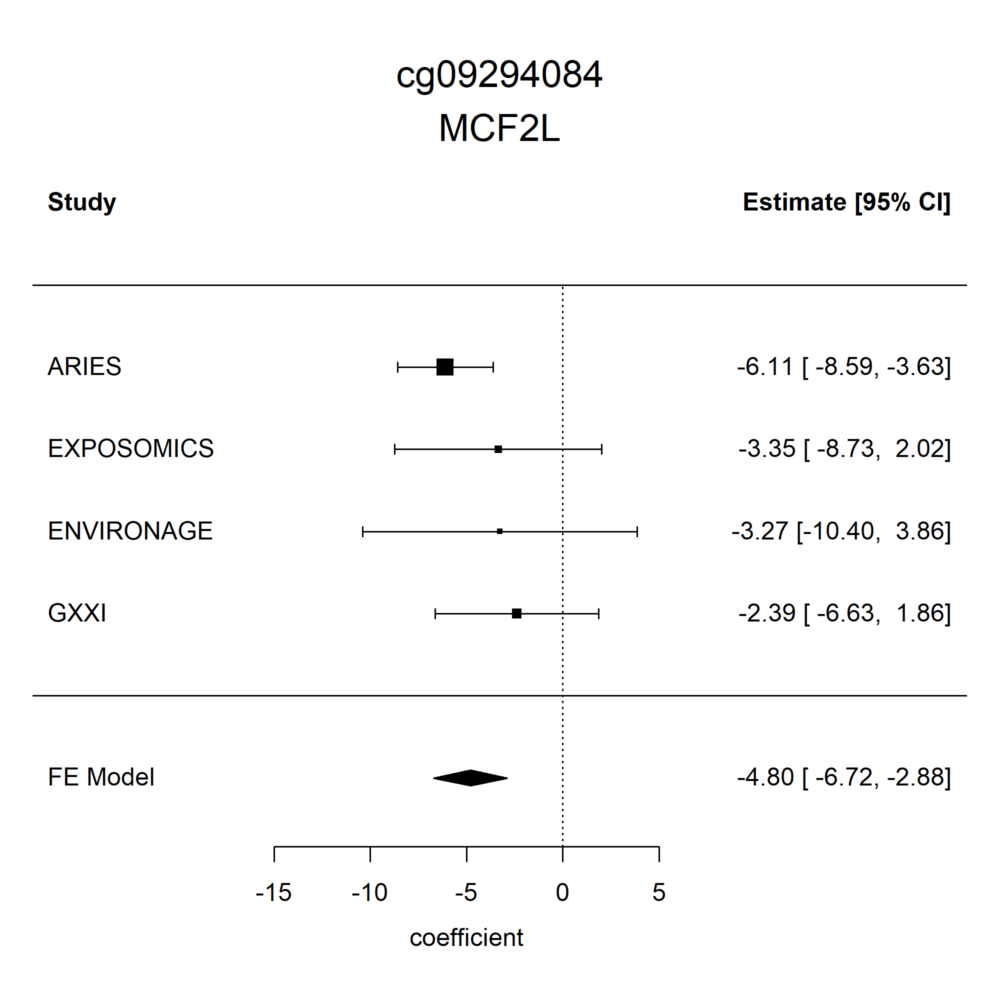 cg09294084
MCF2L
Study Estimate [95% CI]
ARIES -6.11 [ -8.59, -3.63]
EXPOSOMICS -3.35 [ -8.73, 2.02]
ENVIRONAGE -3.27 [-10.40, 3.86]
GXXI -2.39 [ -6.63, 1.86]
FE Model -4.80 [ -6.72, -2.88]
-15 -10 -5 0 5
coefficient